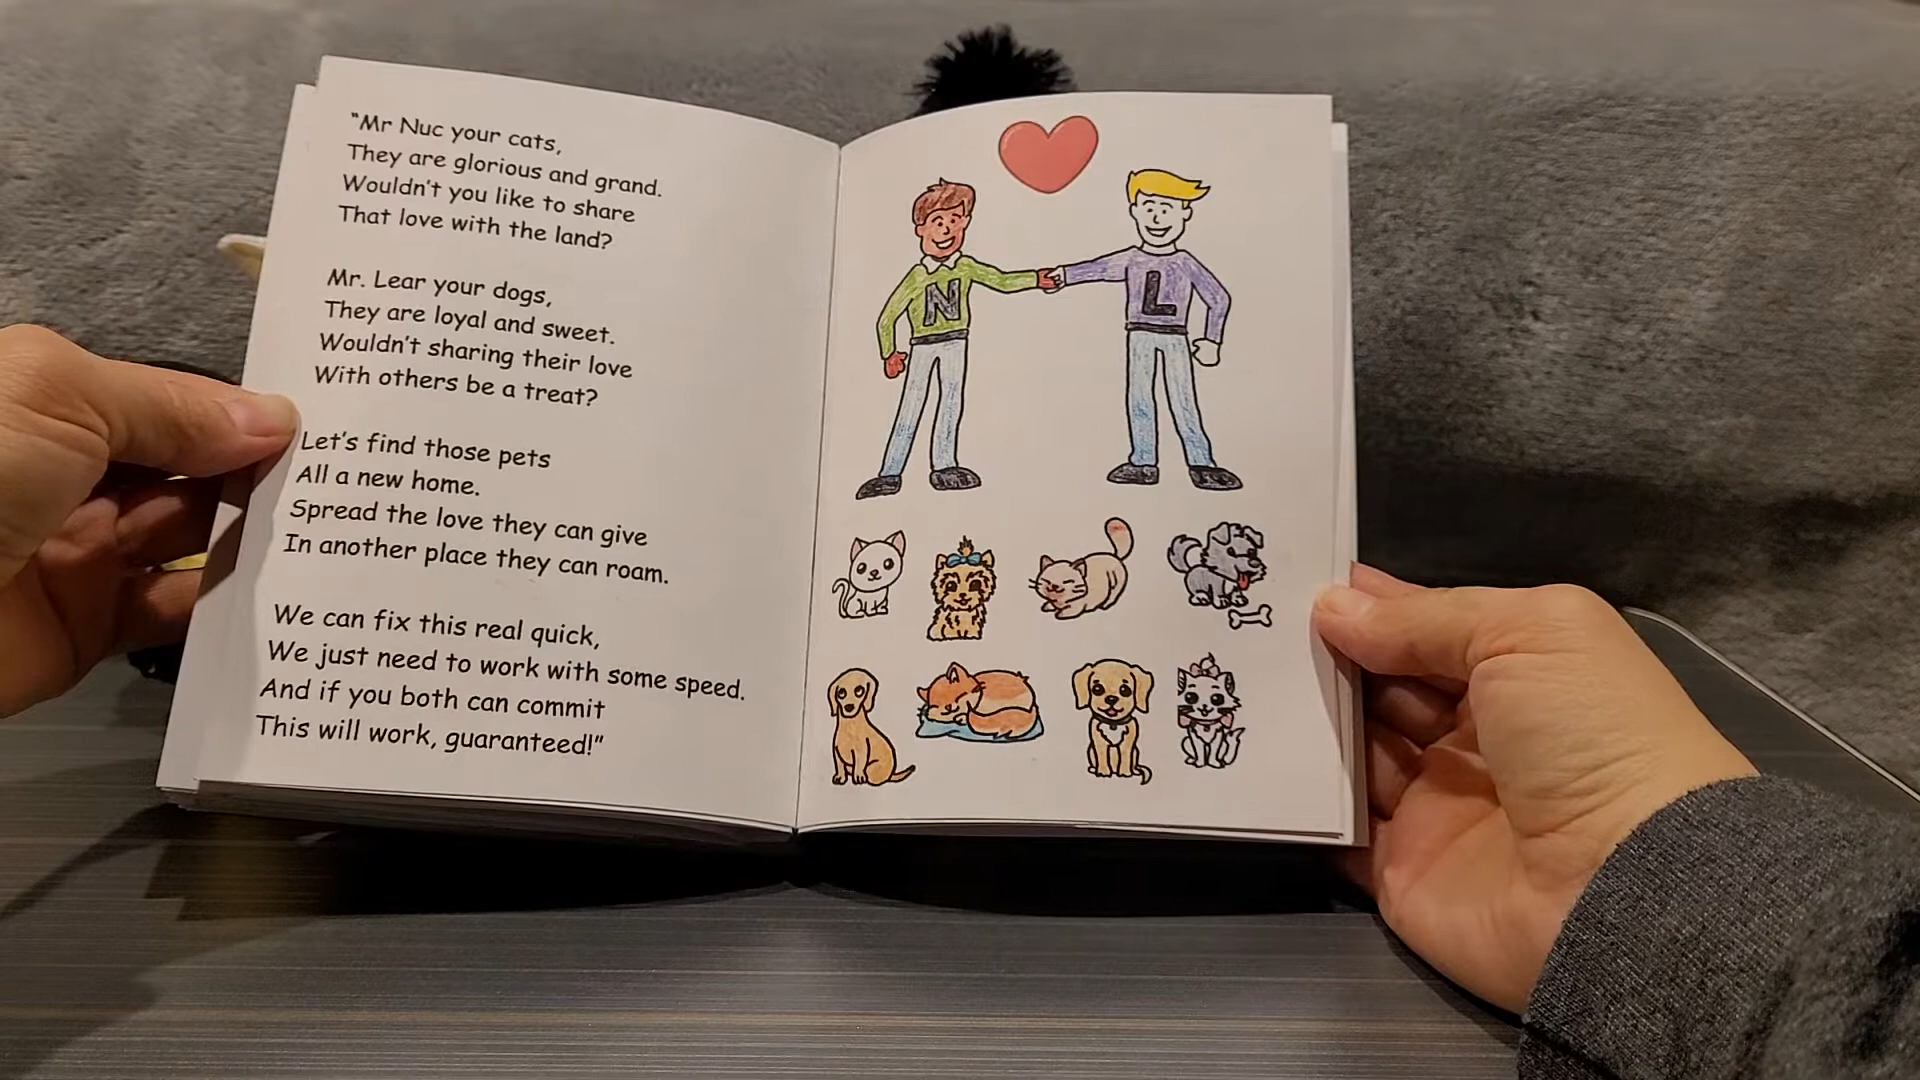 "Mr Nuc your cats,
They are glorious and grand.
Wouldn't you like to share
That love with the land?
Mr. Lear your dogs,
They are loyal and sweet.
Wouldn't sharing their love
With others be a treat?
Let's find those pets
All a new home.
Spread the love they can give
In another place they can roam.
We can fix this real quick,
We just need to work with some speed.
And if you both can commit
This will work, guaranteed!"
N
L